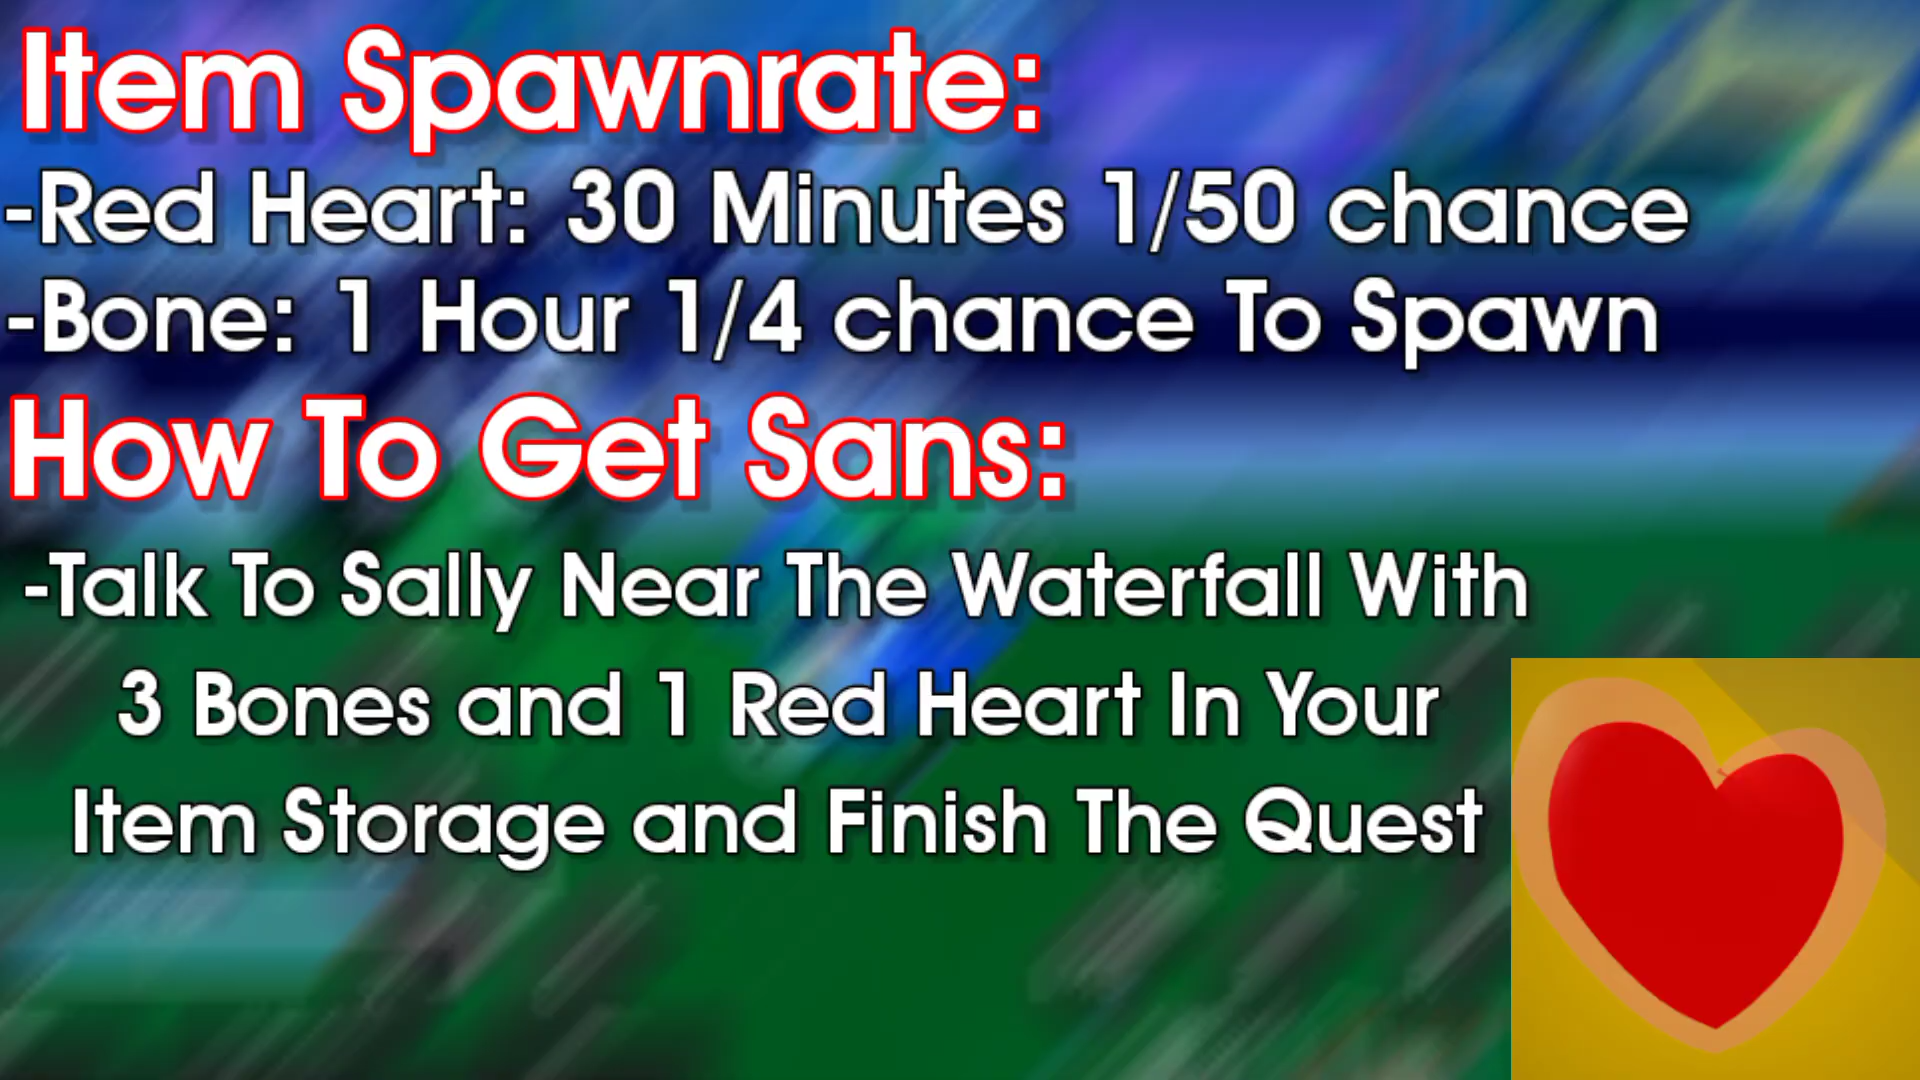 Item Spawnrate:
-Red Heart: 30 Minutes 1/50 chance
-Bone: 1 Hour 1/4 chance To Spawn
How To Get Sans:
-Talk To Sally Near The Waterfall With
3 Bones and 1 Red Heart In Your
Item Storage and Finish The Quest